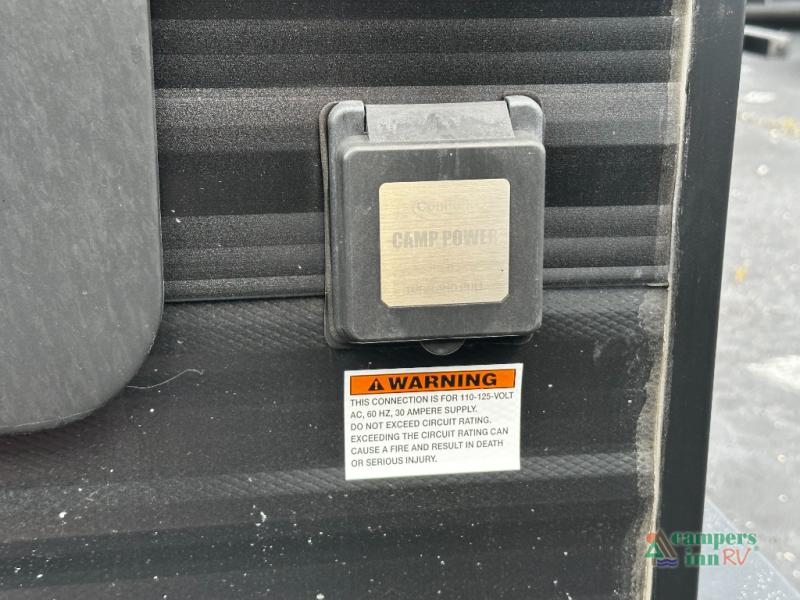 CAMP POWER
WARNING
THIS CONNECTION IS FOR 110-125-VOLT
AC, 60 HZ, 30 AMPERE SUPPLY.
DO NOT EXCEED CIRCUIT RATING.
EXCEEDING THE CIRCUIT RATING CAN
CAUSE A FIRE AND RESULT IN DEATH
OR SERIOUS INJURY.
campers
inn RV